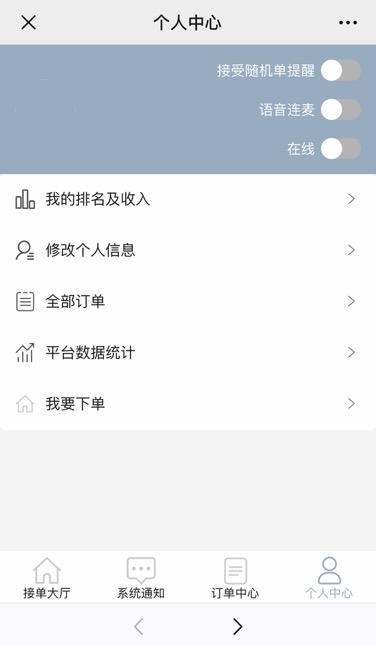 个人中心
接受随机单提醒
语音连麦
在线
我的排名及收入
修改个人信息
全部订单
平台数据统计
我要下单
接单大厅
系统通知
订单中心
个人中心